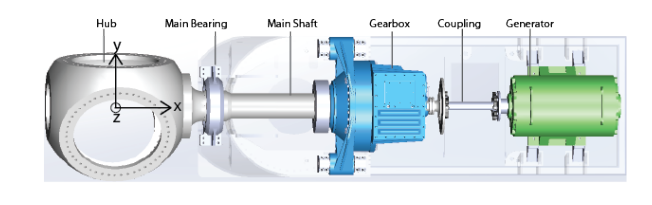 Hub Main Bearing Main Shaft Gearbox Coupling Generator
y
x
z